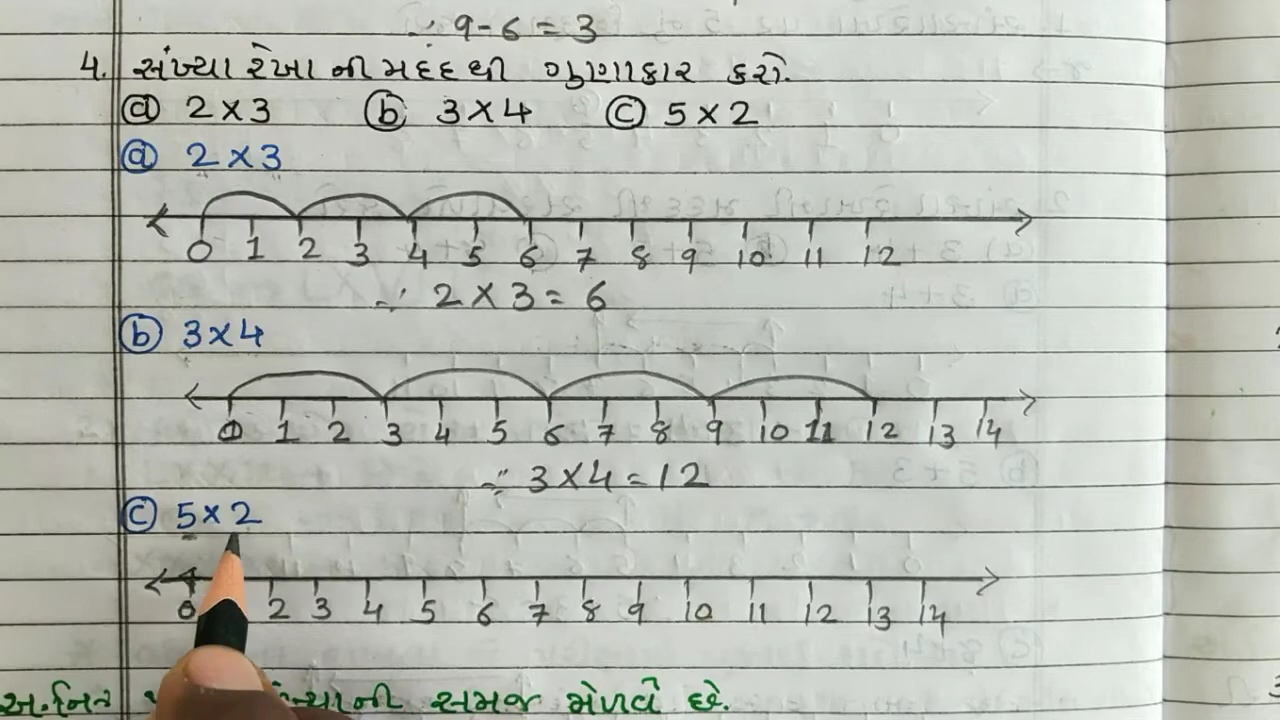 ∴ 9-6 = 3
4. સંખ્યા રેખા ની મદદ થી ગુણાકાર કરો.
ⓐ 2×3 ⓑ 3×4 ⓒ 5×2
ⓐ 2×3
0 1 2 3 4 5 6 7 8 9 10 11 12
∴ 2×3 = 6
ⓑ 3×4
0 1 2 3 4 5 6 7 8 9 10 11 12 13 14
∴ 3×4 = 12
ⓒ 5×2
0 2 3 4 5 6 7 8 9 10 11 12 13 14
સમજ મેળવે છે.